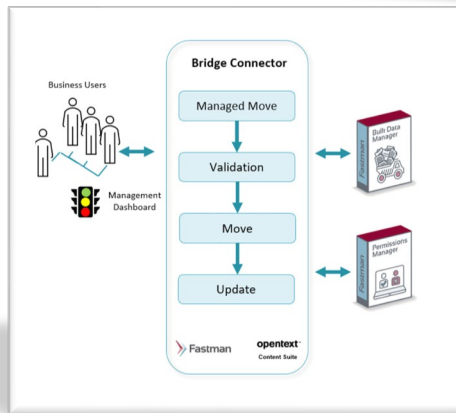 Bridge Connector
Business Users
Managed Move
Validation
Management
Dashboard
Move
Update
Fastman
Bulk Data
Manager
Fastman
Permissions
Manager
Fastman
opentext™
Content Suite